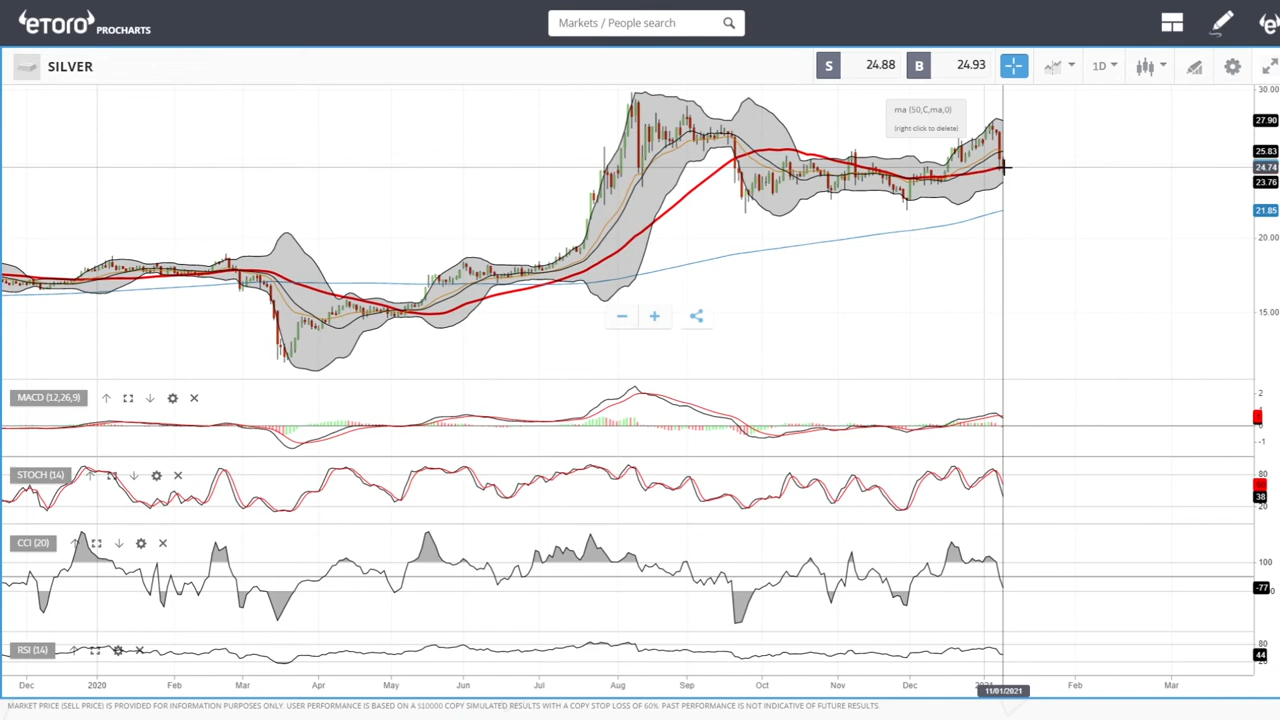 eToro PROCHARTS
Markets / People search
SILVER
S 24.88 B 24.93 1D
ma (50,C,ma,0)
(right click to delete)
30.00
27.90
25.83
24.74
23.76
21.85
20.00
15.00
MACD (12,26,9)
2
0
-1
STOCH (14)
80
38
20
CCI (20)
100
-77
RSI (14)
80
44
20
Dec 2020 Feb Mar Apr May Jun Jul Aug Sep Oct Nov Dec 2021 Feb Mar
11/01/2021
MARKET PRICE (SELL PRICE) IS PROVIDED FOR INFORMATION PURPOSES ONLY. USER PERFORMANCE IS BASED ON A $10000 COPY SIMULATED RESULTS WITH A COPY STOP LOSS OF 60%. PAST PERFORMANCE IS NOT INDICATIVE OF FUTURE RESULTS.